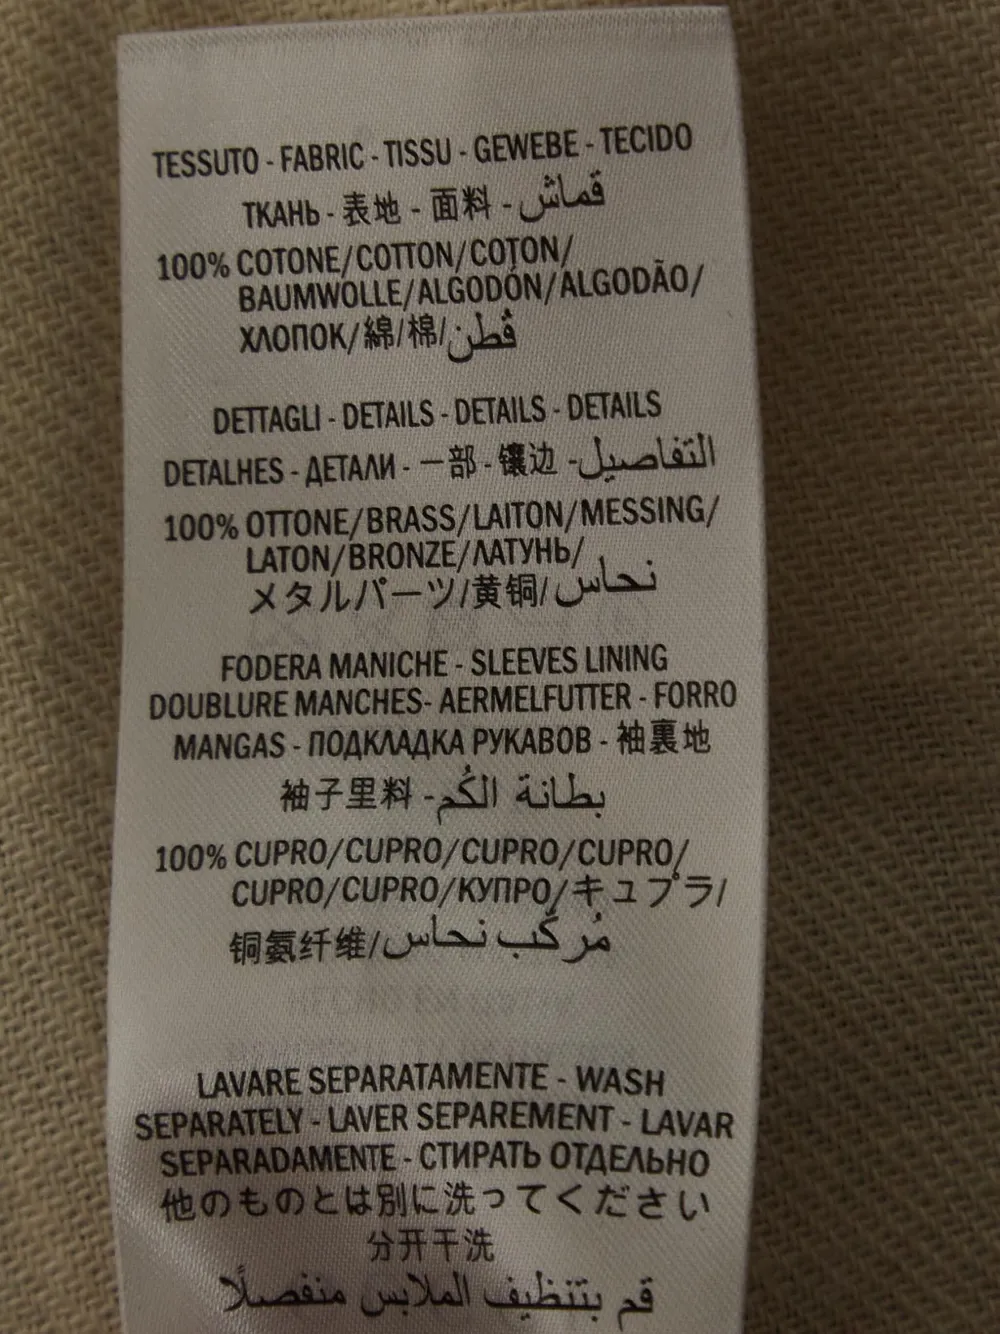 TESSUTO - FABRIC - TISSU - GEWEBE - TECIDO
ТКАНЬ - 表地 - 面料 - قماش
100% COTONE/COTTON/COTON/
BAUMWOLLE/ALGODÓN/ALGODÃO/
ХЛОПОК/綿/棉/قُطن
DETTAGLI - DETAILS - DETAILS - DETAILS
DETALHES - ДЕТАЛИ - 一部 - 镶边 - التفاصيل
100% OTTONE/BRASS/LAITON/MESSING/
LATON/BRONZE/ЛАТУНЬ/
メタルパーツ/黄铜/نحاس
FODERA MANICHE - SLEEVES LINING
DOUBLURE MANCHES- AERMELFUTTER - FORRO
MANGAS - ПОДКЛАДКА РУКАВОВ - 袖裏地
袖子里料 - بطانة الكُم
100% CUPRO/CUPRO/CUPRO/CUPRO/
CUPRO/CUPRO/КУПРО/キュプラ/
铜氨纤维/مُركب نحاس
LAVARE SEPARATAMENTE - WASH
SEPARATELY - LAVER SEPAREMENT - LAVAR
SEPARADAMENTE - СТИРАТЬ ОТДЕЛЬНО
他のものとは別に洗ってください
分开干洗
قم بتنظيف الملابس منفصلًا